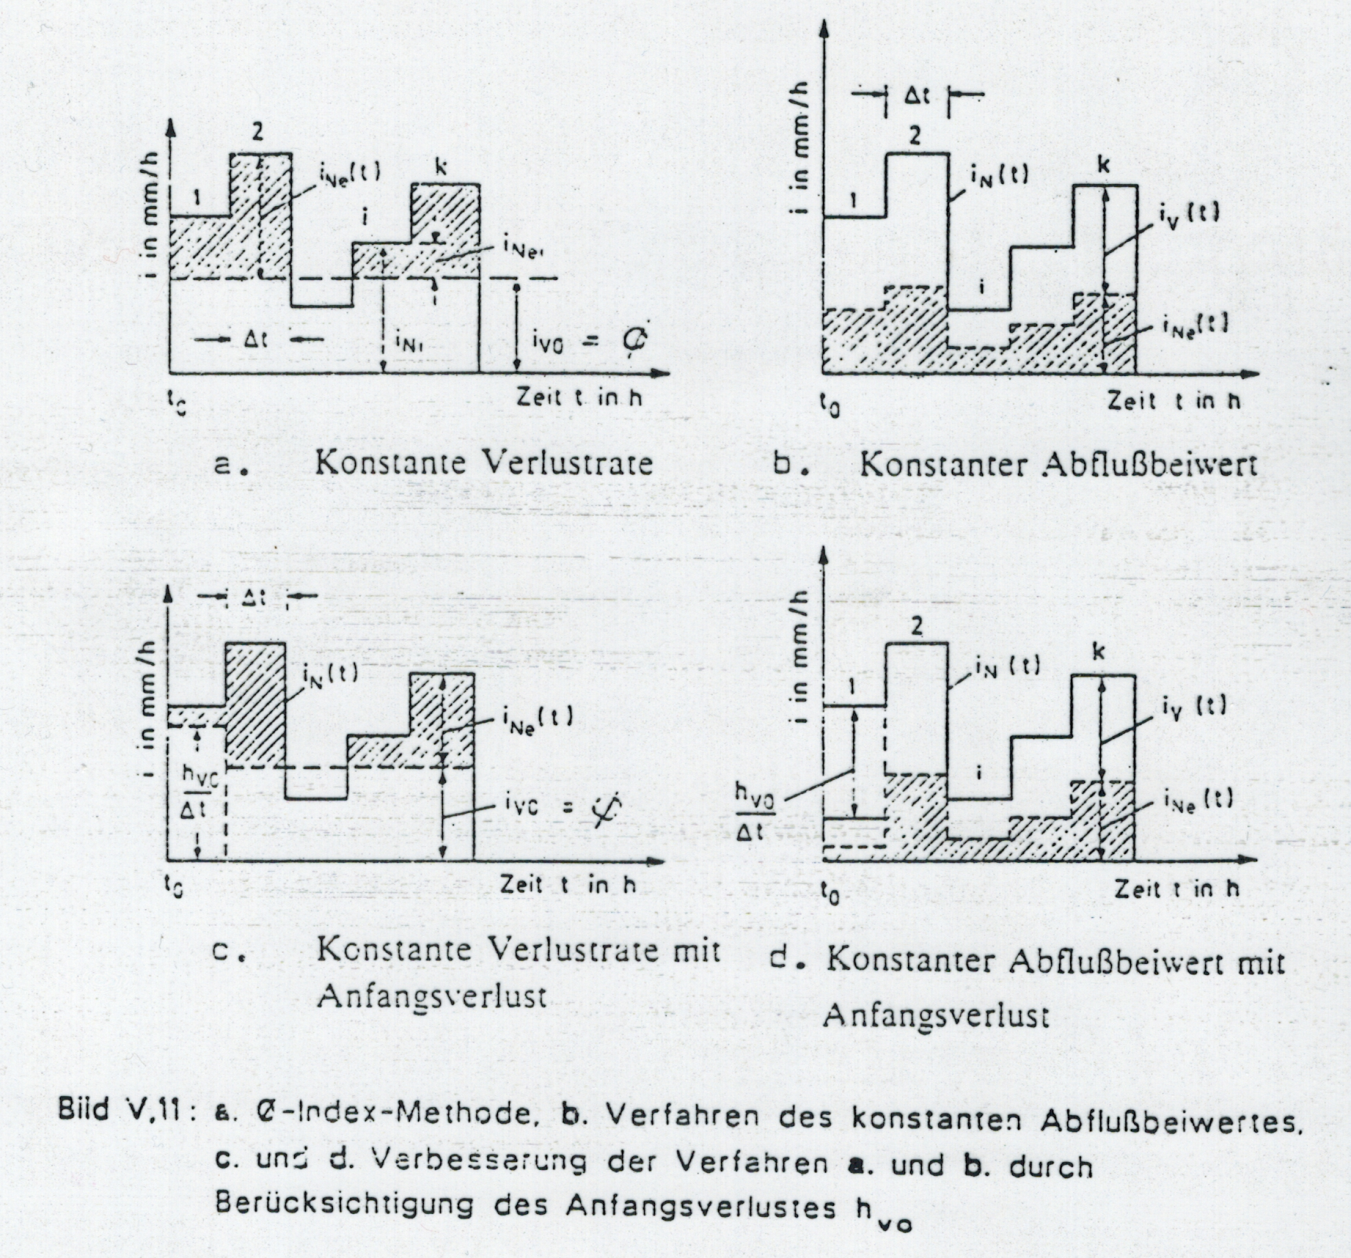 i in mm/h
1
2
i
k
iNe(t)
iNei
Δt
iNi
iV0 = Φ
t0
Zeit t in h
a. Konstante Verlustrate
i in mm/h
Δt
1
2
i
k
iN(t)
iV(t)
iNe(t)
t0
Zeit t in h
b. Konstanter Abflußbeiwert
i in mm/h
Δt
iN(t)
iNe(t)
hV0
Δt
iV0 = Φ
t0
Zeit t in h
c. Konstante Verlustrate mit
Anfangsverlust
i in mm/h
1
2
i
k
iN(t)
iV(t)
hV0
Δt
iNe(t)
t0
Zeit t in h
d. Konstanter Abflußbeiwert mit
Anfangsverlust
Bild V.11: a. Φ-Index-Methode, b. Verfahren des konstanten Abflußbeiwertes,
c. und d. Verbesserung der Verfahren a. und b. durch
Berücksichtigung des Anfangsverlustes hvo